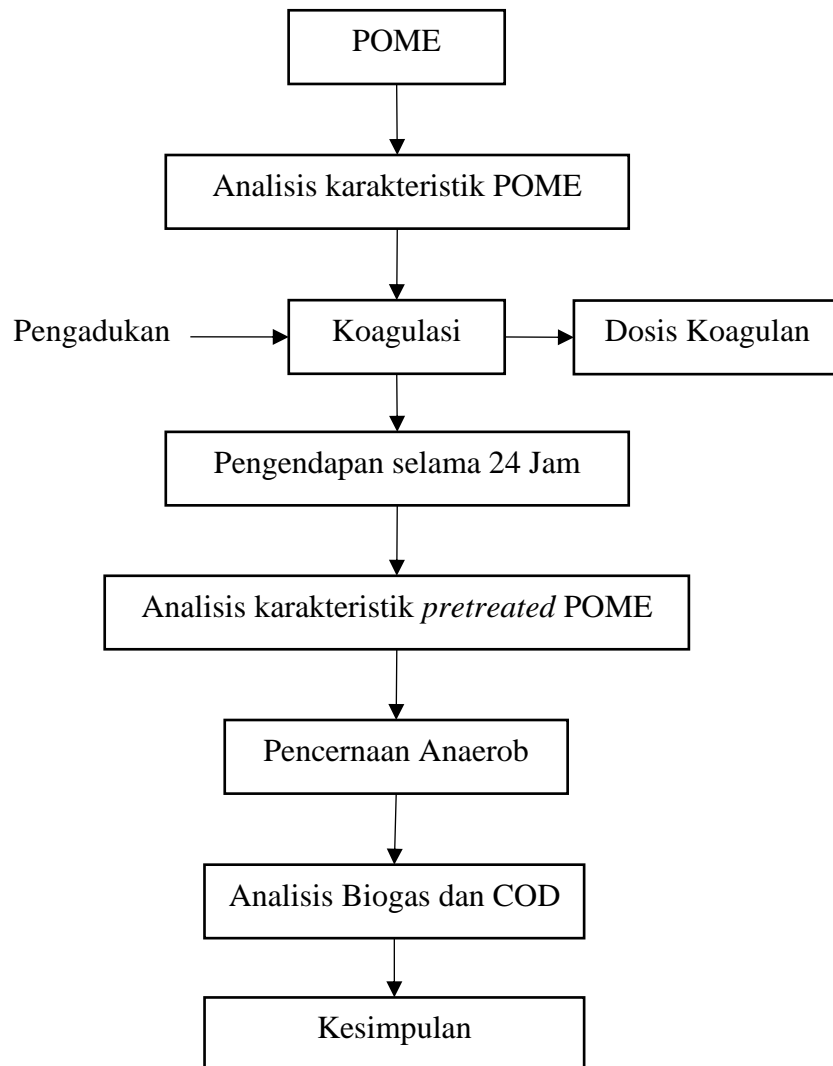 POME
Analisis karakteristik POME
Pengadukan
Koagulasi
Dosis Koagulan
Pengendapan selama 24 Jam
Analisis karakteristik pretreated POME
Pencernaan Anaerob
Analisis Biogas dan COD
Kesimpulan